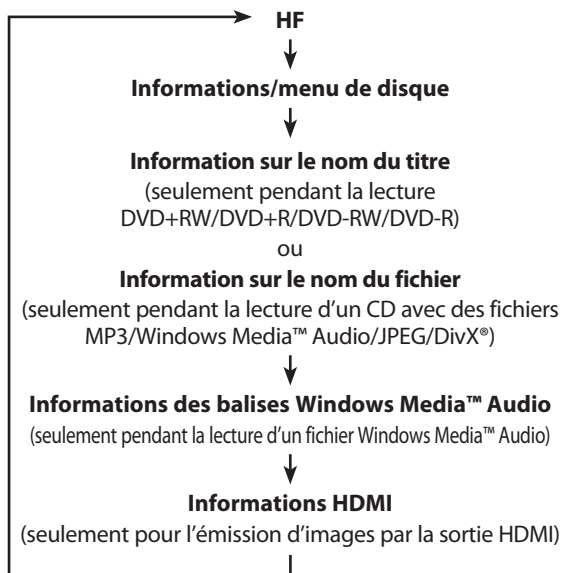 HF
Informations/menu de disque
Information sur le nom du titre
(seulement pendant la lecture
DVD+RW/DVD+R/DVD-RW/DVD-R)
ou
Information sur le nom du fichier
(seulement pendant la lecture d'un CD avec des fichiers
MP3/Windows Media™ Audio/JPEG/DivX®)
Informations des balises Windows Media™ Audio
(seulement pendant la lecture d'un fichier Windows Media™ Audio)
Informations HDMI
(seulement pour l'émission d'images par la sortie HDMI)